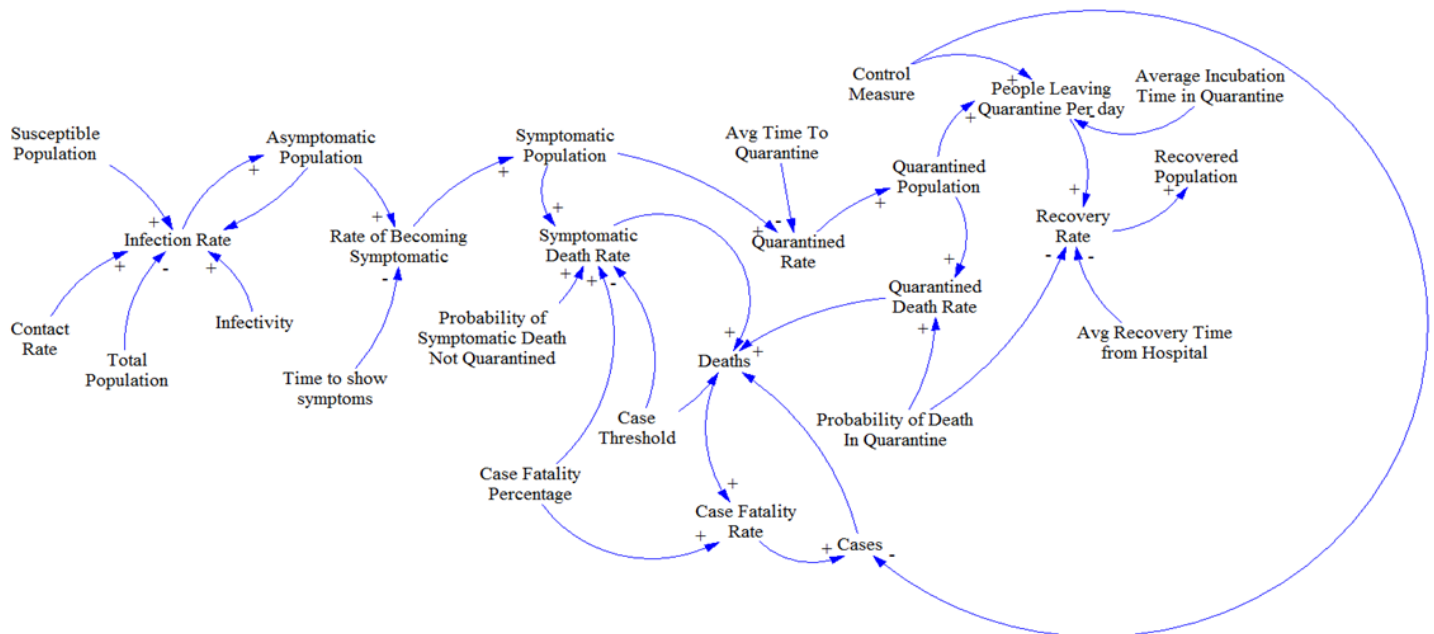 Control
Measure
People Leaving
Quarantine Per day
Average Incubation
Time in Quarantine
Susceptible
Population
Asymptomatic
Population
Symptomatic
Population
Avg Time To
Quarantine
Quarantined
Population
Recovered
Population
Infection Rate
Rate of Becoming
Symptomatic
Symptomatic
Death Rate
Quarantined
Rate
Recovery
Rate
Quarantined
Death Rate
Contact
Rate
Total
Population
Infectivity
Time to show
symptoms
Probability of
Symptomatic Death
Not Quarantined
Deaths
Avg Recovery Time
from Hospital
Case
Threshold
Probability of Death
In Quarantine
Case Fatality
Percentage
Case Fatality
Rate
Cases